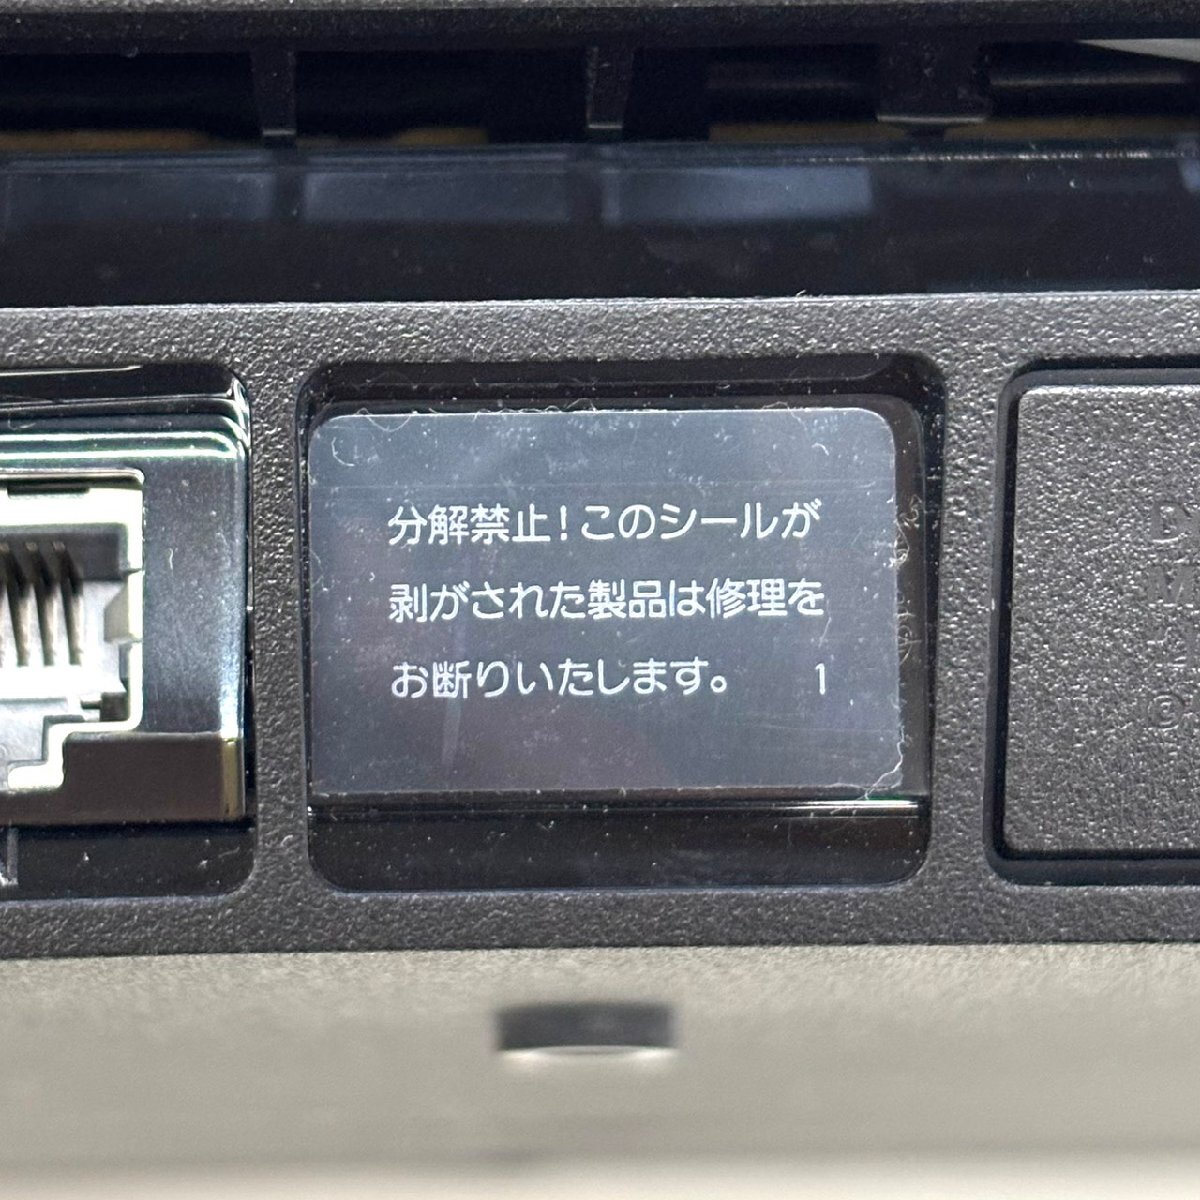 分解禁止!このシールが
剥がされた製品は修理を
お断りいたします。 1